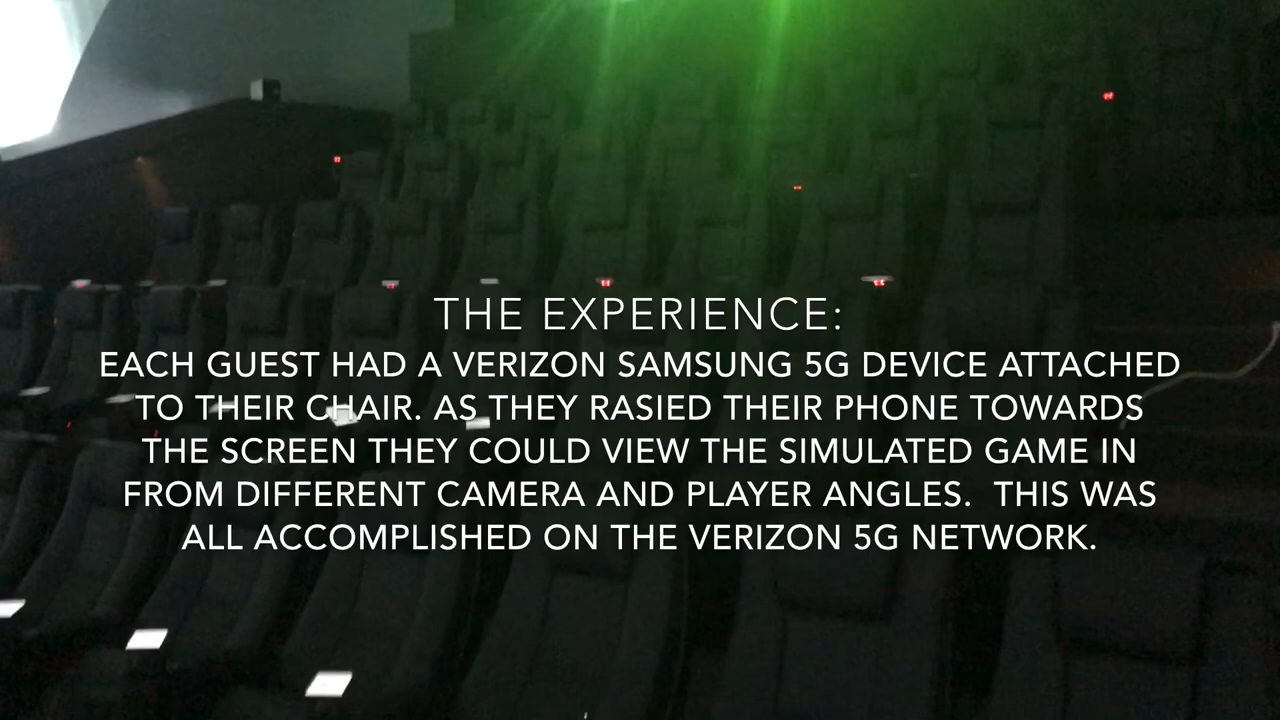 THE EXPERIENCE:
EACH GUEST HAD A VERIZON SAMSUNG 5G DEVICE ATTACHED
TO THEIR CHAIR. AS THEY RASIED THEIR PHONE TOWARDS
THE SCREEN THEY COULD VIEW THE SIMULATED GAME IN
FROM DIFFERENT CAMERA AND PLAYER ANGLES.  THIS WAS
ALL ACCOMPLISHED ON THE VERIZON 5G NETWORK.